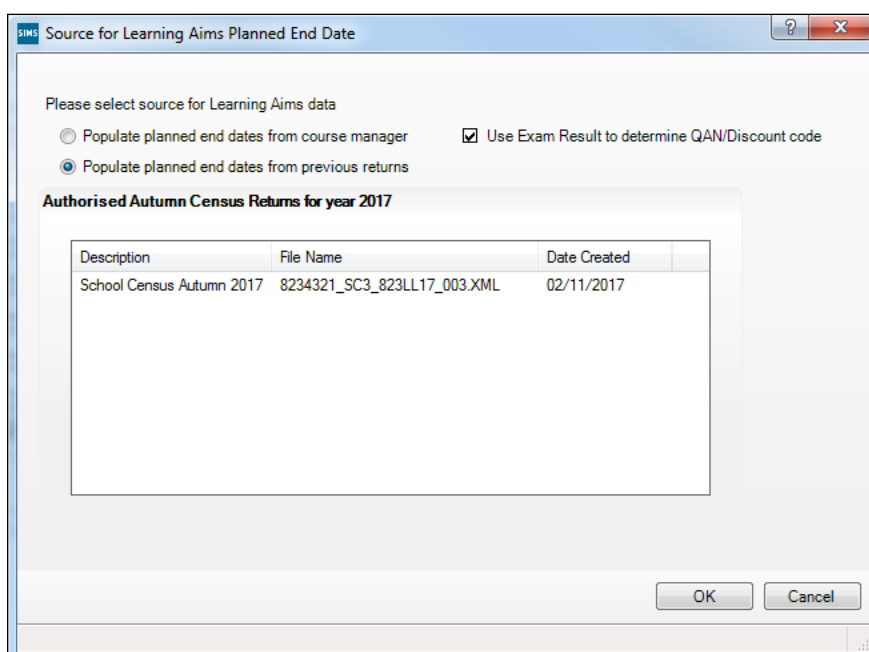 SIMS Source for Learning Aims Planned End Date ? X
Please select source for Learning Aims data
Populate planned end dates from course manager Use Exam Result to determine QAN/Discount code
Populate planned end dates from previous returns
Authorised Autumn Census Returns for year 2017
Description File Name Date Created
School Census Autumn 2017 8234321_SC3_823LL17_003.XML 02/11/2017
OK Cancel